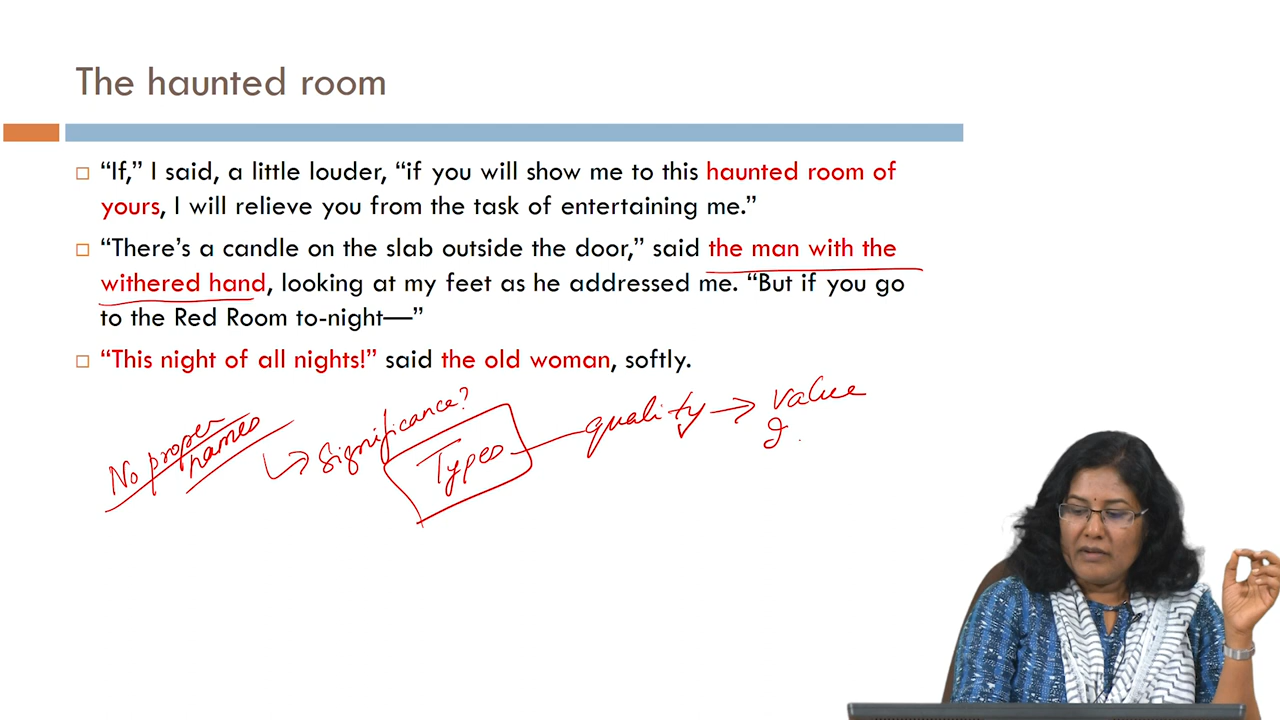 The haunted room
“If,” I said, a little louder, “if you will show me to this haunted room of
yours, I will relieve you from the task of entertaining me.”
“There’s a candle on the slab outside the door,” said the man with the
withered hand, looking at my feet as he addressed me. “But if you go
to the Red Room to-night—”
“This night of all nights!” said the old woman, softly.
No proper
names
Significance?
Types
quality
value